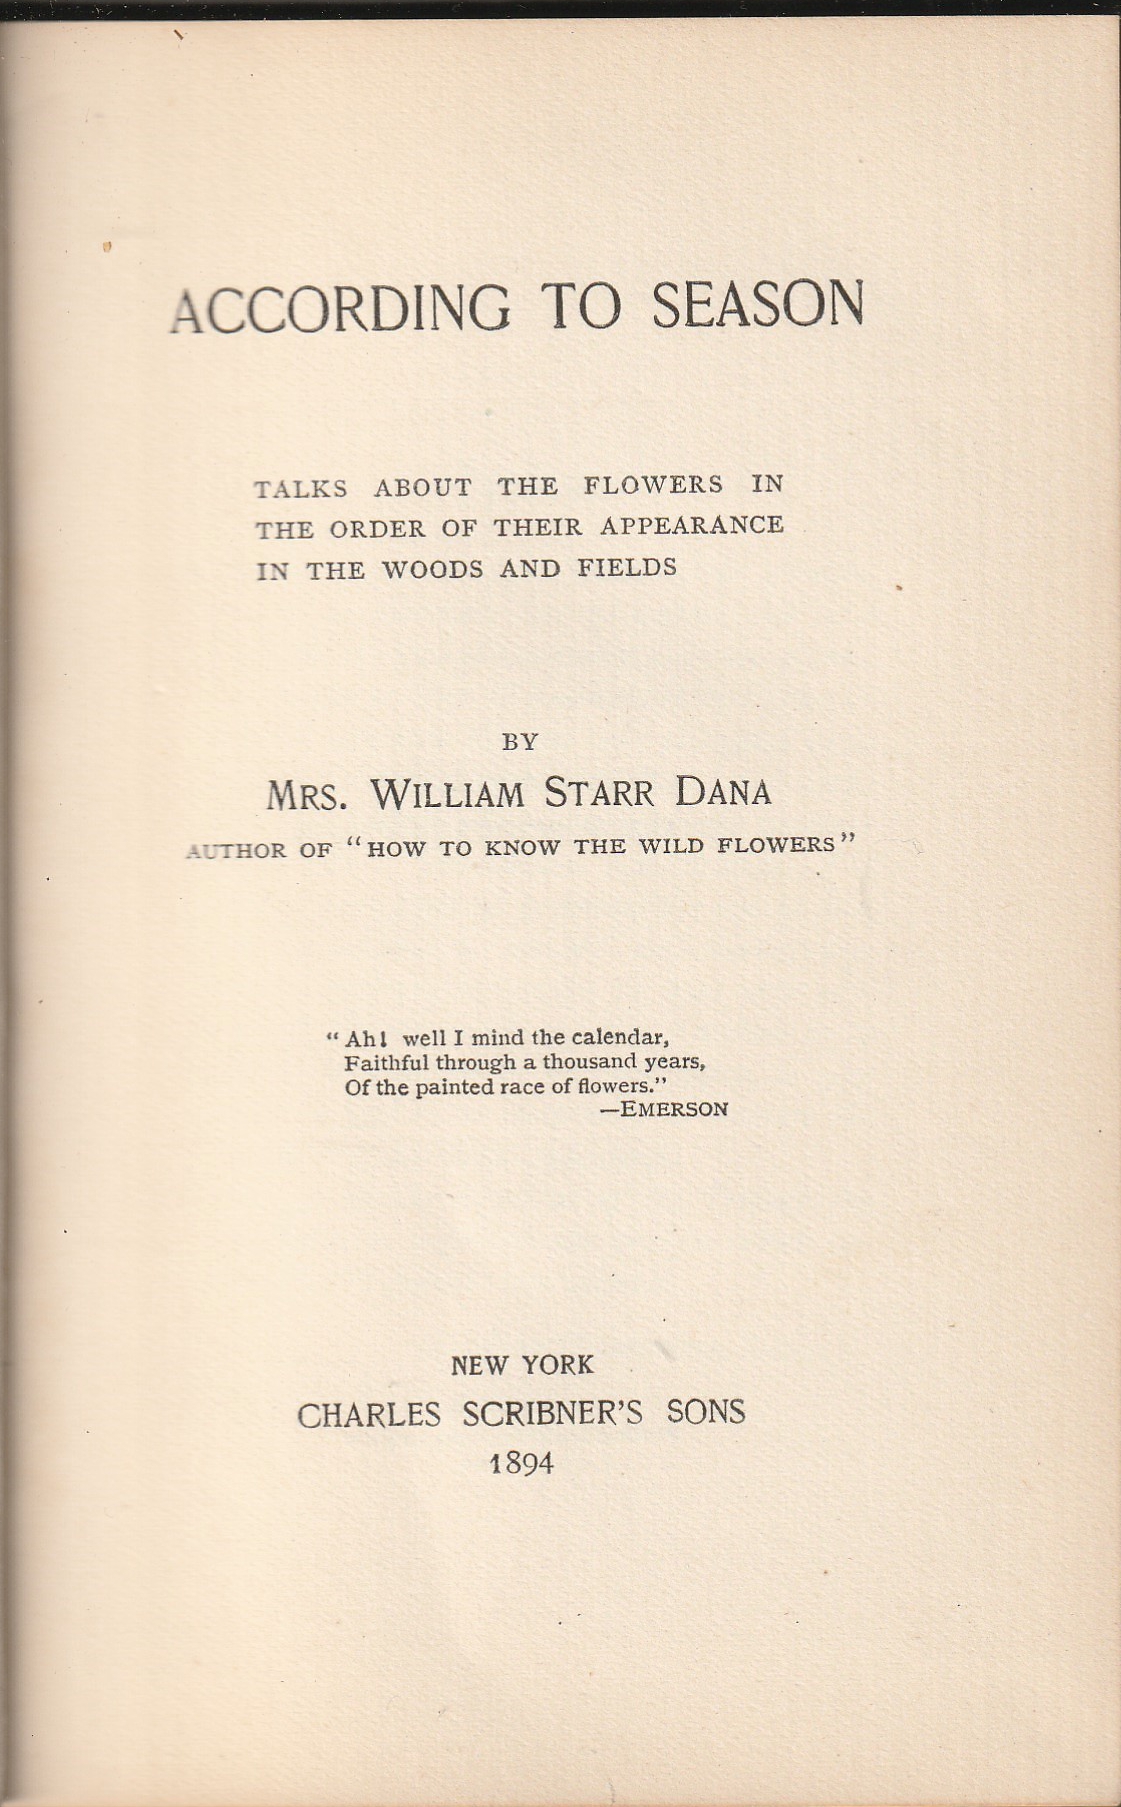 ACCORDING TO SEASON
TALKS ABOUT THE FLOWERS IN
THE ORDER OF THEIR APPEARANCE
IN THE WOODS AND FIELDS
BY
MRS. WILLIAM STARR DANA
AUTHOR OF “HOW TO KNOW THE WILD FLOWERS”
“Ah! well I mind the calendar,
Faithful through a thousand years,
Of the painted race of flowers.”
—EMERSON
NEW YORK
CHARLES SCRIBNER’S SONS
1894